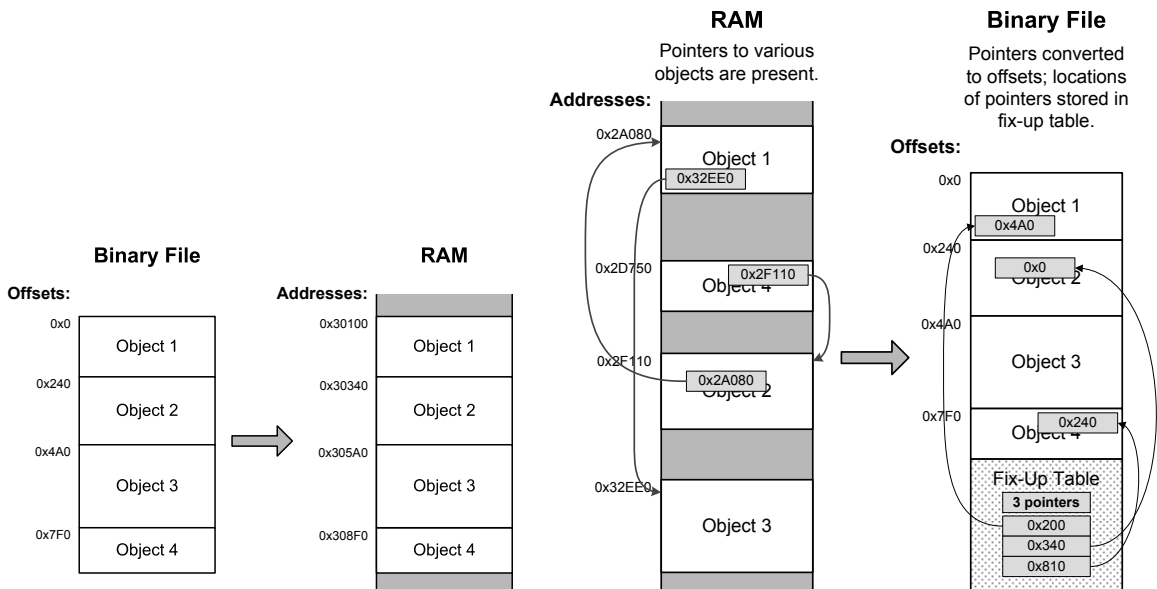 Binary File
Offsets:
0x0
Object 1
0x240
Object 2
0x4A0
Object 3
0x7F0
Object 4
RAM
Addresses:
0x30100
Object 1
0x30340
Object 2
0x305A0
Object 3
0x308F0
Object 4
RAM
Pointers to various
objects are present.
Addresses:
0x2A080
Object 1
0x32EE0
0x2D750
0x2F110
Object 4
0x2F110
0x2A080
Object 2
0x32EE0
Object 3
Binary File
Pointers converted
to offsets; locations
of pointers stored in
fix-up table.
Offsets:
0x0
Object 1
0x4A0
0x240
0x0
Object 2
0x4A0
Object 3
0x7F0
0x240
Object 4
Fix-Up Table
3 pointers
0x200
0x340
0x810